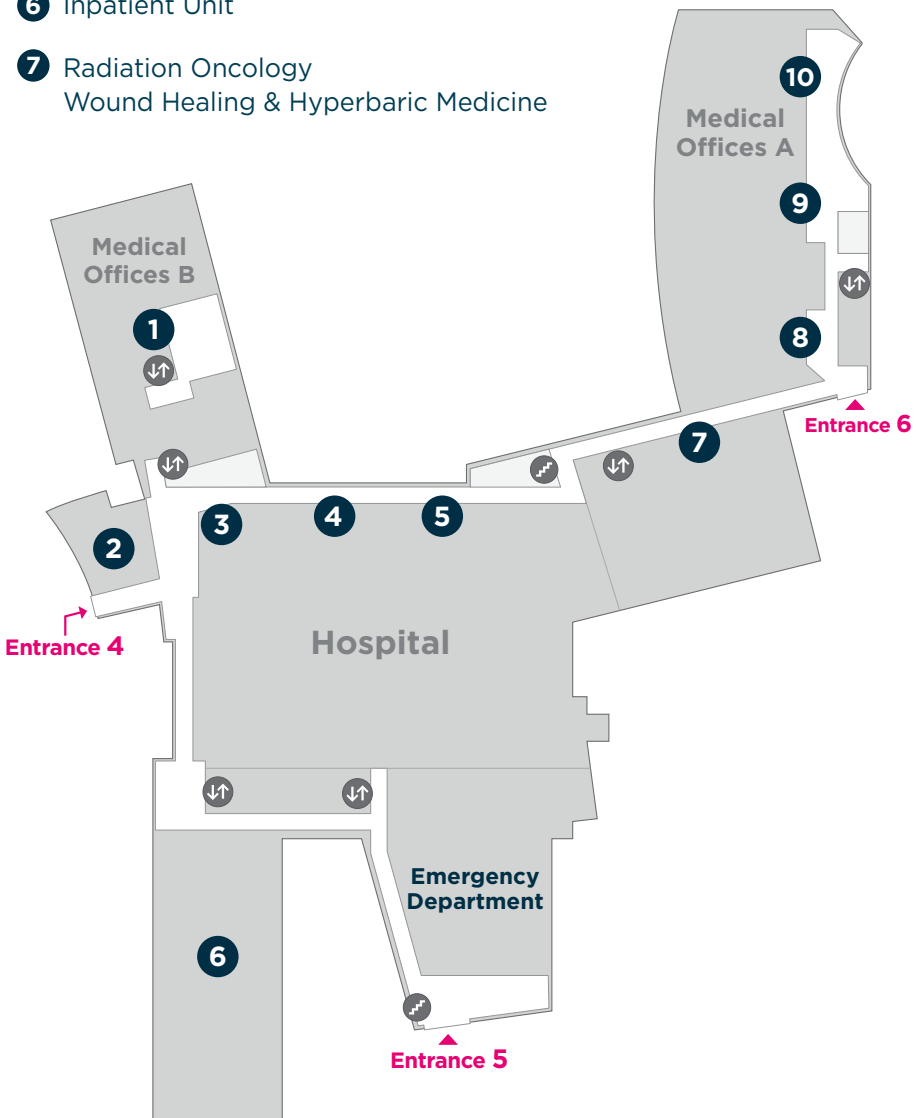 6 Inpatient Unit
7 Radiation Oncology
Wound Healing & Hyperbaric Medicine
10
Medical
Offices A
9
Medical
Offices B
1
8
Entrance 6
7
3
4
5
2
Hospital
Entrance 4
Emergency
Department
6
Entrance 5